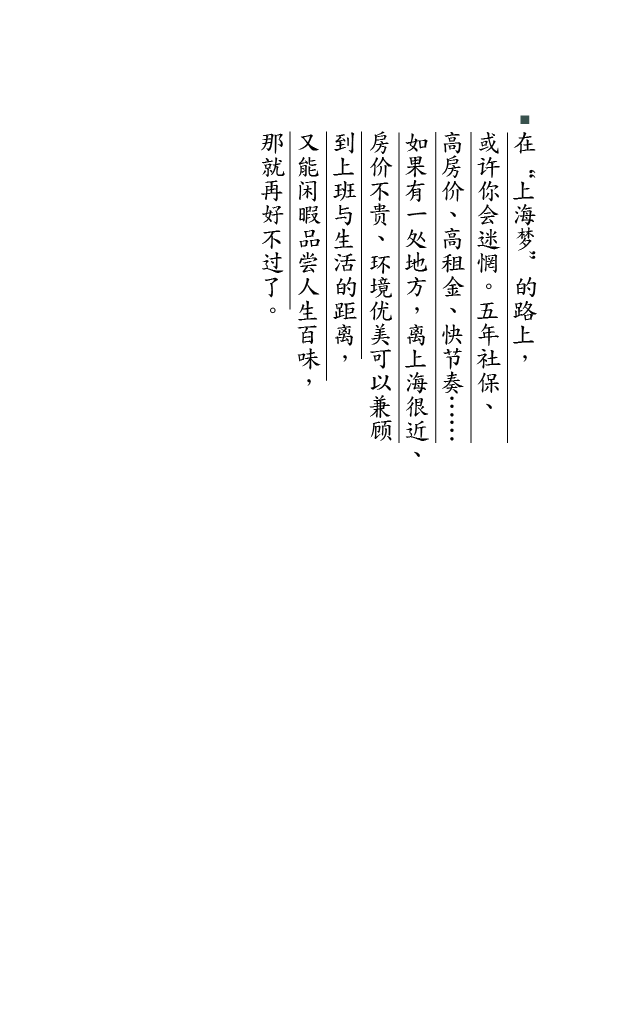 在“上海梦”的路上，
或许你会迷惘。五年社保、
高房价、高租金、快节奏……
如果有一处地方，离上海很近、
房价不贵、环境优美可以兼顾
到上班与生活的距离，
又能闲暇品尝人生百味，
那就再好不过了。